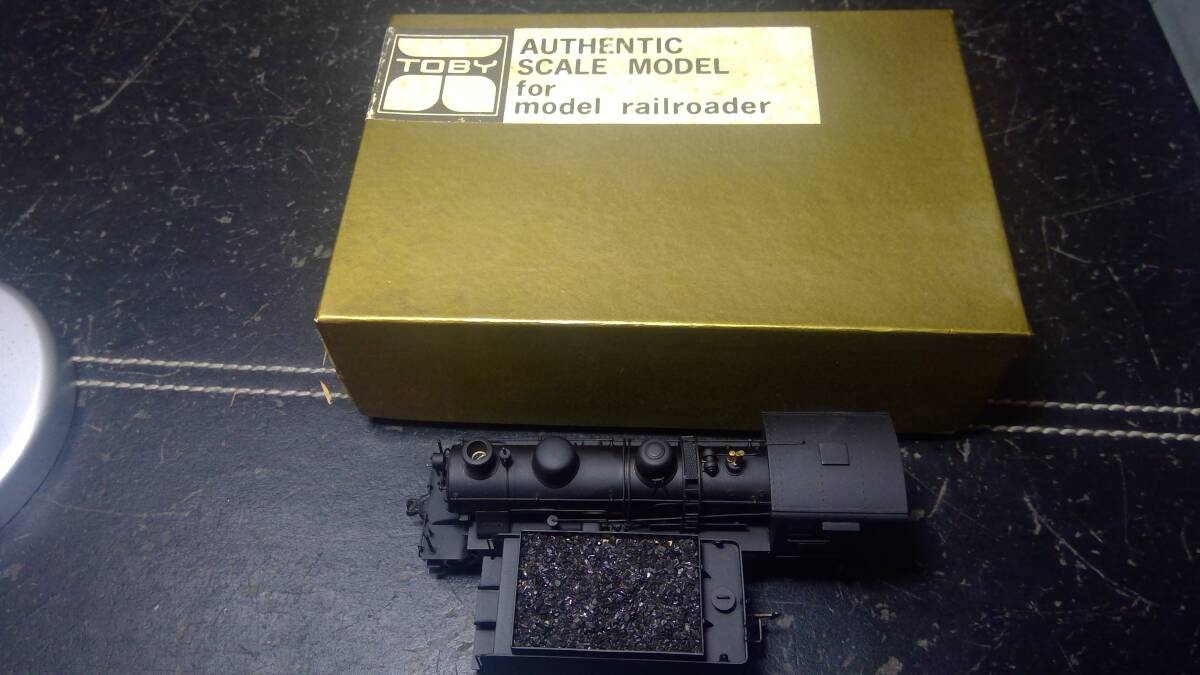 TOBY
AUTHENTIC
SCALE MODEL
for
model railroader